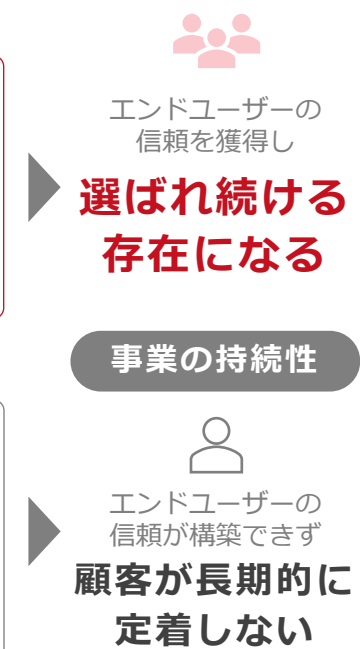 エンドユーザーの
信頼を獲得し
選ばれ続ける
存在になる
事業の持続性
エンドユーザーの
信頼が構築できず
顧客が長期的に
定着しない